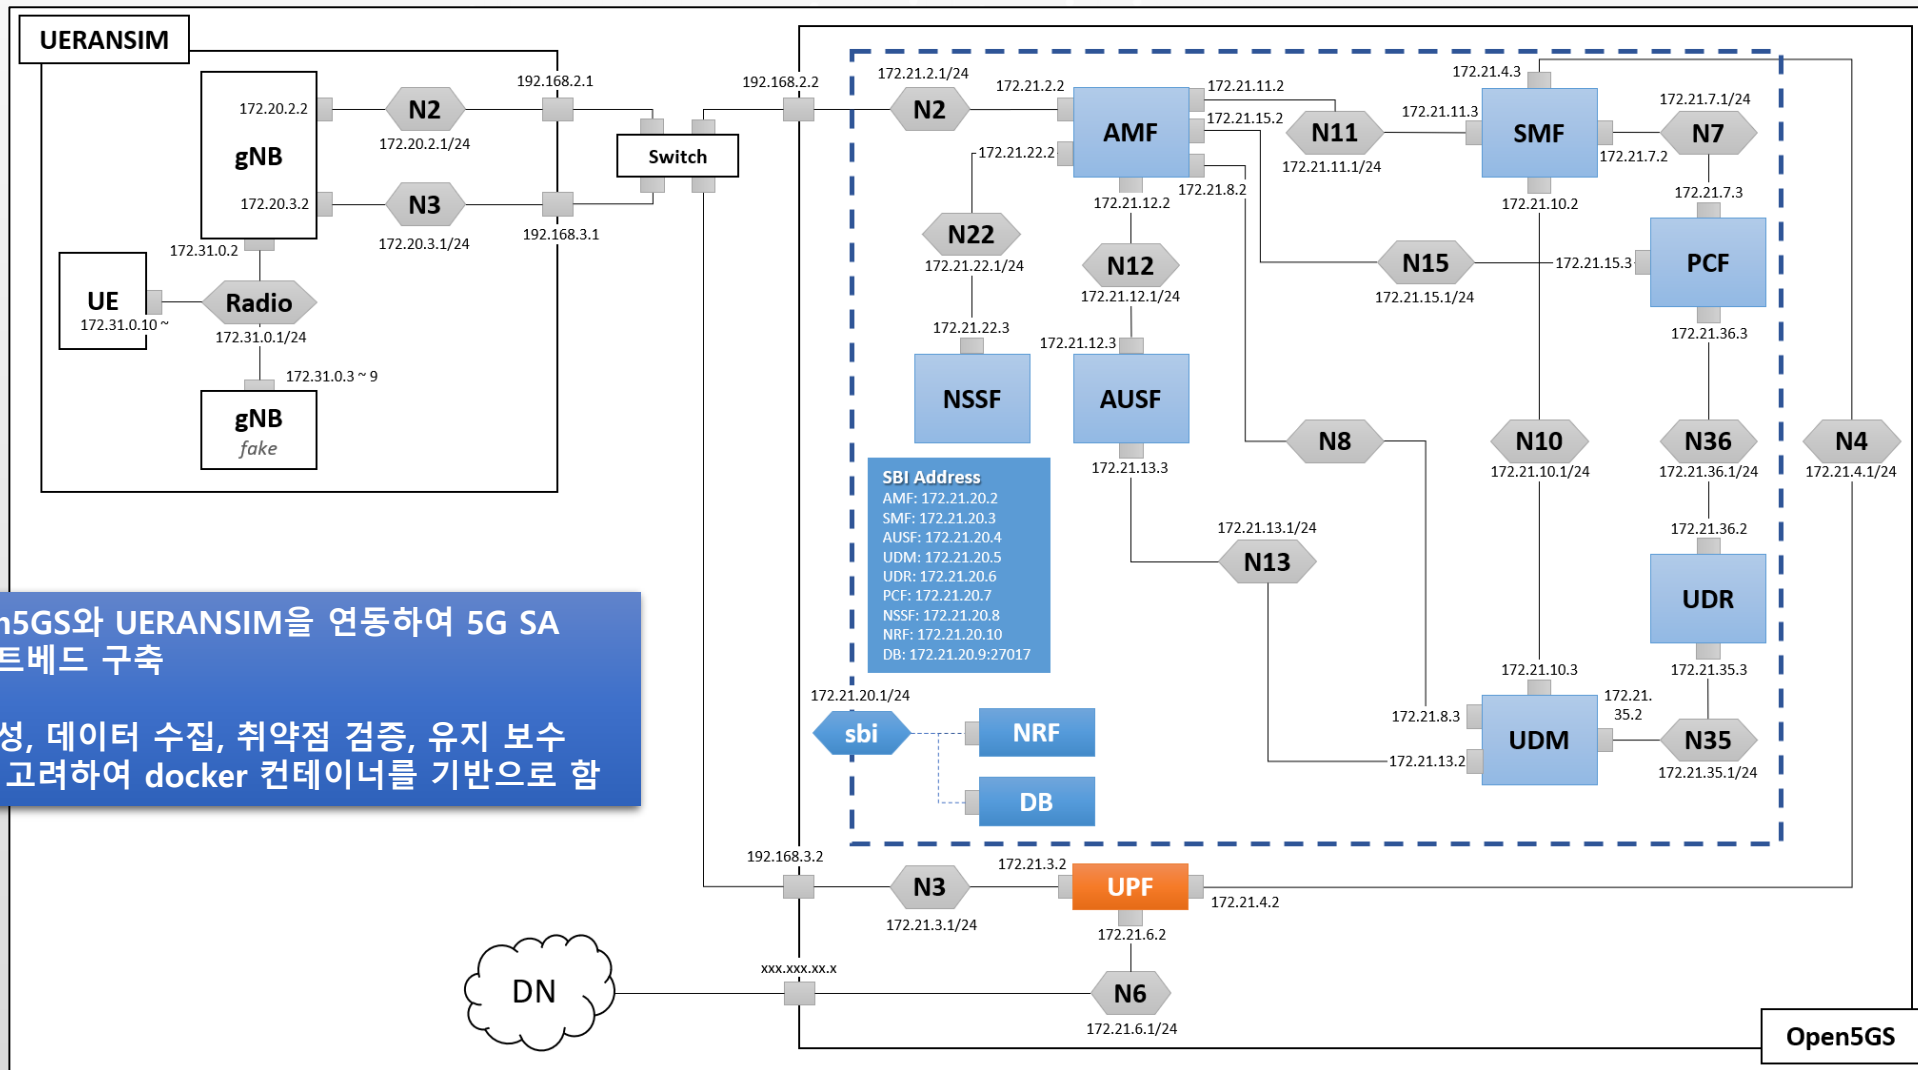 UERANSIM
172.20.2.2
gNB
172.20.3.2
N2
172.20.2.1/24
192.168.2.1
N3
172.20.3.1/24
192.168.3.1
172.31.0.2
UE
172.31.0.10 ~
Radio
172.31.0.1/24
172.31.0.3 ~ 9
gNB
fake
Switch
192.168.2.2
172.21.2.1/24
N2
172.21.2.2
AMF
172.21.11.2
172.21.15.2
172.21.8.2
172.21.22.2
172.21.12.2
N11
172.21.11.1/24
172.21.11.3
172.21.4.3
SMF
172.21.7.2
172.21.10.2
172.21.7.1/24
N7
172.21.7.3
PCF
172.21.15.3
172.21.36.3
N22
172.21.22.1/24
172.21.22.3
NSSF
N12
172.21.12.1/24
172.21.12.3
AUSF
172.21.13.3
N15
172.21.15.1/24
N8
N10
172.21.10.1/24
N36
172.21.36.1/24
N4
172.21.4.1/24
SBI Address
AMF: 172.21.20.2
SMF: 172.21.20.3
AUSF: 172.21.20.4
UDM: 172.21.20.5
UDR: 172.21.20.6
PCF: 172.21.20.7
NSSF: 172.21.20.8
NRF: 172.21.20.10
DB: 172.21.20.9:27017
172.21.13.1/24
N13
172.21.36.2
UDR
172.21.35.3
172.21.10.3
172.21.8.3
172.21.13.2
UDM
172.21.
35.2
N35
172.21.35.1/24
172.21.20.1/24
sbi
NRF
DB
n5GS와 UERANSIM을 연동하여 5G SA
트베드 구축
성, 데이터 수집, 취약점 검증, 유지 보수
고려하여 docker 컨테이너를 기반으로 함
192.168.3.2
N3
172.21.3.1/24
172.21.3.2
UPF
172.21.4.2
172.21.6.2
N6
172.21.6.1/24
xxx.xxx.xx.x
DN
Open5GS